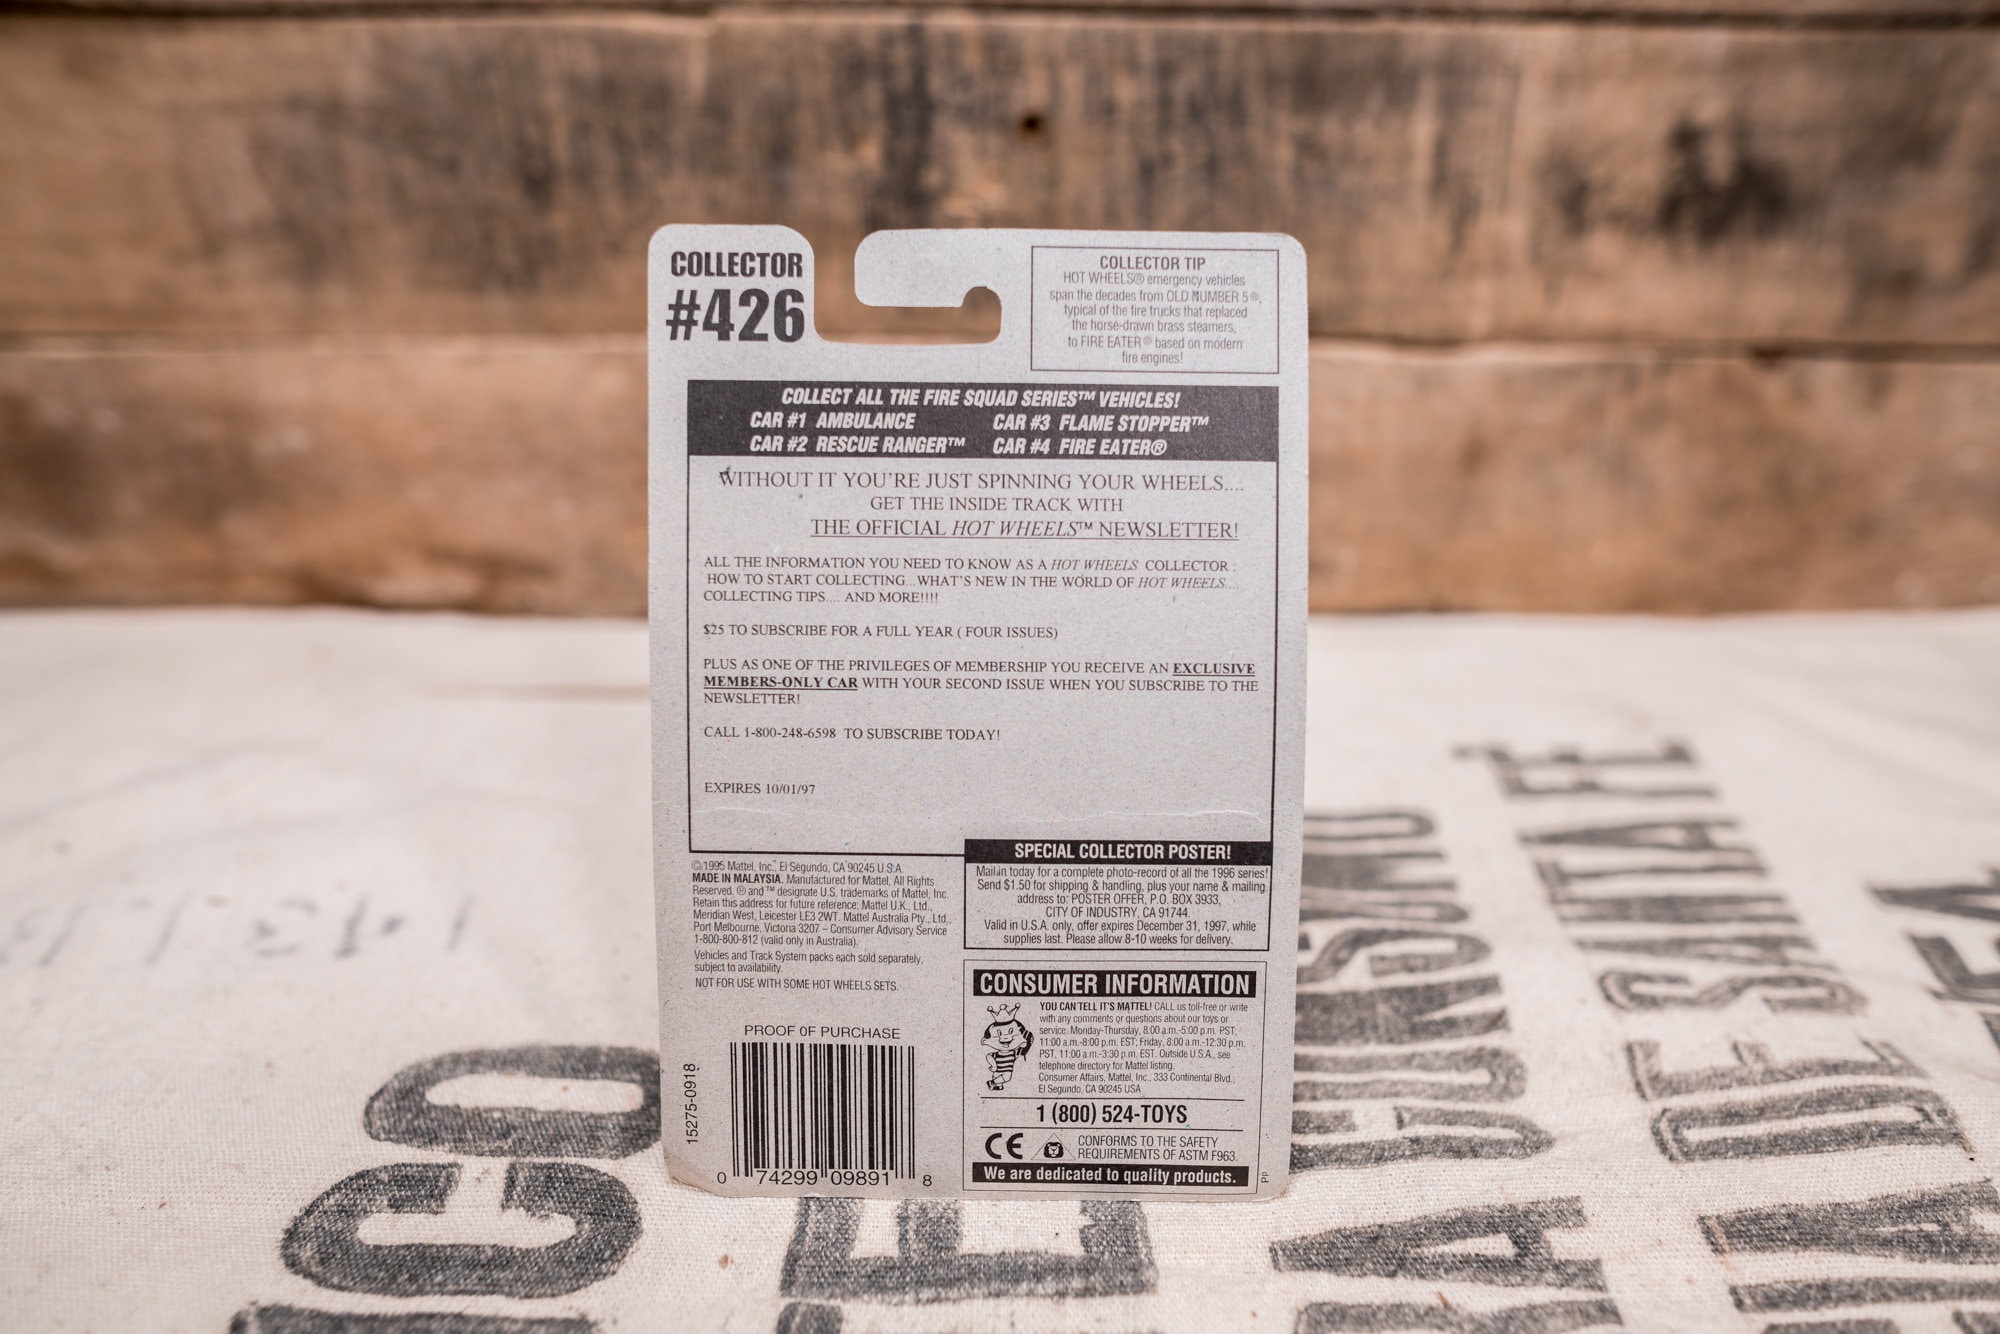 COLLECTOR
#426
COLLECTOR TIP
HOT WHEELS® emergency vehicles
span the decades from OLD NUMBER 5®,
typical of the fire trucks that replaced
the horse-drawn brass steamers,
to FIRE EATER® based on modern
fire engines!
COLLECT ALL THE FIRE SQUAD SERIES™ VEHICLES!
CAR #1 AMBULANCE CAR #3 FLAME STOPPER™
CAR #2 RESCUE RANGER™ CAR #4 FIRE EATER®
WITHOUT IT YOU'RE JUST SPINNING YOUR WHEELS....
GET THE INSIDE TRACK WITH
THE OFFICIAL HOT WHEELS™ NEWSLETTER!
ALL THE INFORMATION YOU NEED TO KNOW AS A HOT WHEELS COLLECTOR :
HOW TO START COLLECTING...WHAT'S NEW IN THE WORLD OF HOT WHEELS....
COLLECTING TIPS.... AND MORE!!!!
$25 TO SUBSCRIBE FOR A FULL YEAR ( FOUR ISSUES)
PLUS AS ONE OF THE PRIVILEGES OF MEMBERSHIP YOU RECEIVE AN EXCLUSIVE
MEMBERS-ONLY CAR WITH YOUR SECOND ISSUE WHEN YOU SUBSCRIBE TO THE
NEWSLETTER!
CALL 1-800-248-6598 TO SUBSCRIBE TODAY!
EXPIRES 10/01/97
©1995 Mattel, Inc., El Segundo, CA 90245 U.S.A.
MADE IN MALAYSIA. Manufactured for Mattel, All Rights
Reserved. ® and ™ designate U.S. trademarks of Mattel, Inc.
Retain this address for future reference: Mattel U.K., Ltd.,
Meridian West, Leicester LE3 2WT. Mattel Australia Pty., Ltd.,
Port Melbourne, Victoria 3207 – Consumer Advisory Service
1-800-800-812 (valid only in Australia).
Vehicles and Track System packs each sold separately,
subject to availability.
NOT FOR USE WITH SOME HOT WHEELS SETS.
SPECIAL COLLECTOR POSTER!
Mail in today for a complete photo-record of all the 1996 series!
Send $1.50 for shipping & handling, plus your name & mailing
address to: POSTER OFFER, P.O. BOX 3933,
CITY OF INDUSTRY, CA 91744.
Valid in U.S.A. only, offer expires December 31, 1997, while
supplies last. Please allow 8-10 weeks for delivery.
CONSUMER INFORMATION
YOU CAN TELL IT'S MATTEL! CALL us toll-free or write
with any comments or questions about our toys or
service. Monday-Thursday, 8:00 a.m.-5:00 p.m. PST,
11:00 a.m.-8:00 p.m. EST; Friday, 8:00 a.m.-12:30 p.m.
PST, 11:00 a.m.-3:30 p.m. EST. Outside U.S.A., see
telephone directory for Mattel listing.
Consumer Affairs, Mattel, Inc., 333 Continental Blvd.,
El Segundo, CA 90245 USA
1 (800) 524-TOYS
CE
CONFORMS TO THE SAFETY
REQUIREMENTS OF ASTM F963.
We are dedicated to quality products.
PP
PROOF OF PURCHASE
15275-0918
0 74299 09891 8
DE SANTA FE